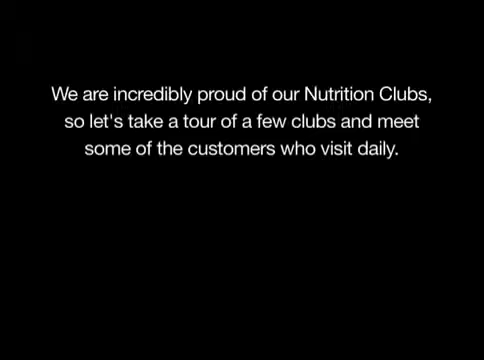 We are incredibly proud of our Nutrition Clubs,
so let's take a tour of a few clubs and meet
some of the customers who visit daily.